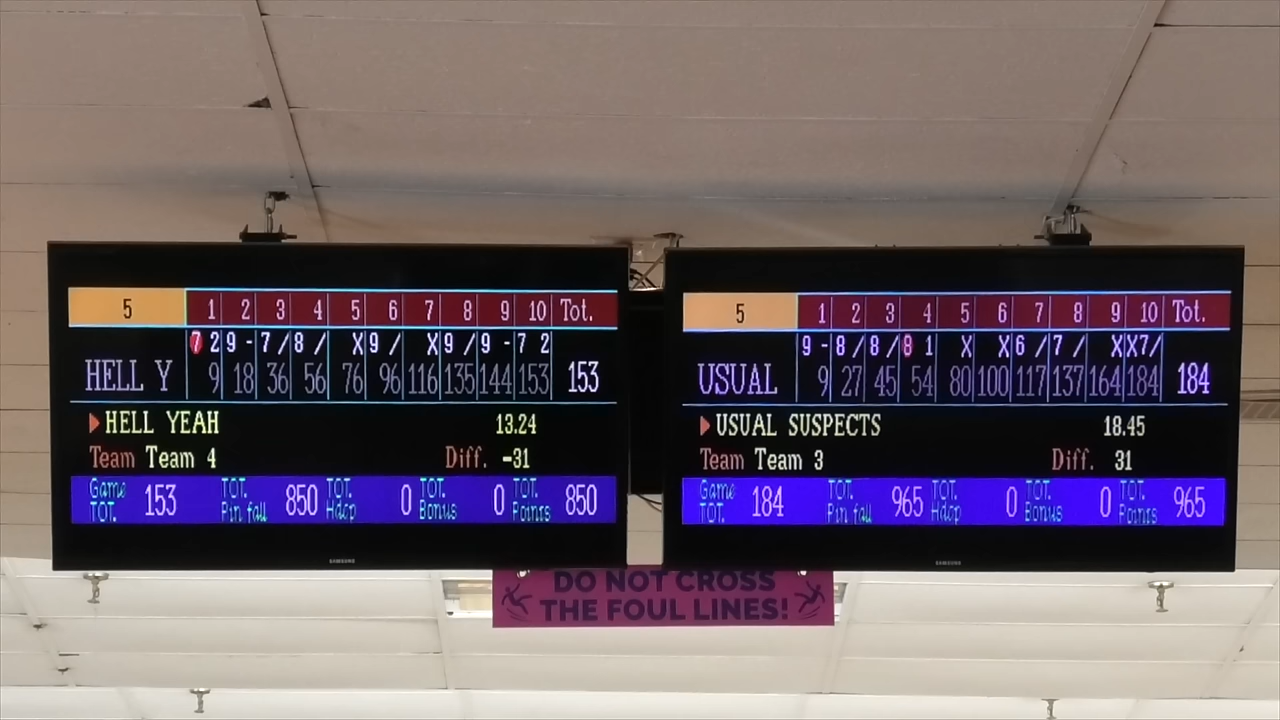 5 1 2 3 4 5 6 7 8 9 10 Tot.
7 2 9 - 7 / 8 / X 9 / X 9 / 9 - 7 2
HELL Y 9 18 36 56 76 96 116 135 144 153 153
HELL YEAH 13.24
Team Team 4 Diff. -31
Game TOT. 153 TOT. Pin fall 850 TOT. Hdcp 0 TOT. Bonus 0 TOT. Points 850
SAMSUNG
5 1 2 3 4 5 6 7 8 9 10 Tot.
9 - 8 / 8 / 8 1 X X 6 / 7 / X X 7 /
USUAL 9 27 45 54 80 100 117 137 164 184 184
USUAL SUSPECTS 18.45
Team Team 3 Diff. 31
Game TOT. 184 TOT. Pin fall 965 TOT. Hdcp 0 TOT. Bonus 0 TOT. Points 965
SAMSUNG
DO NOT CROSS
THE FOUL LINES!